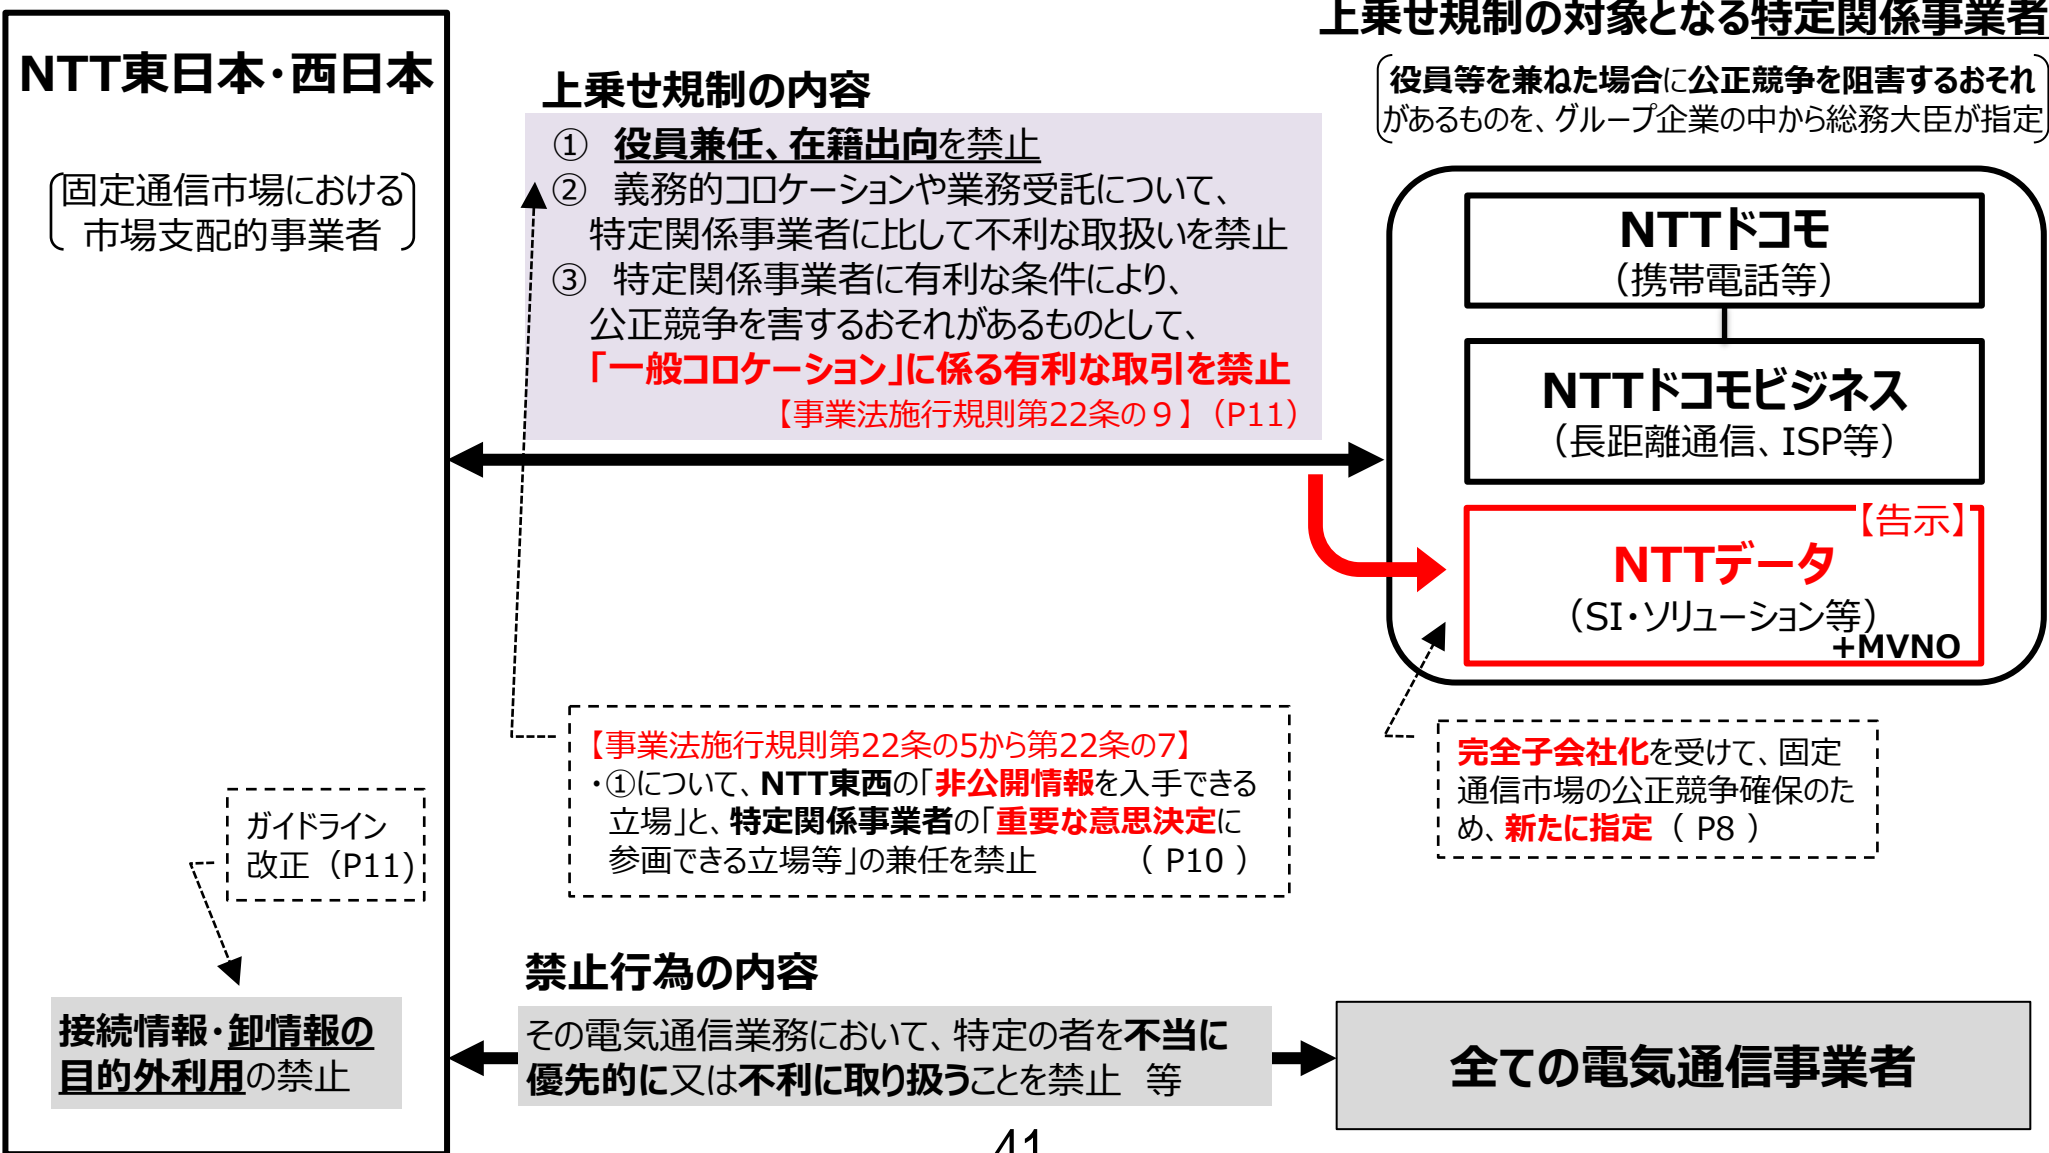 NTT東日本・西日本
固定通信市場における
市場支配的事業者
上乗せ規制の内容
① 役員兼任、在籍出向を禁止
② 義務的コロケーションや業務受託について、
特定関係事業者に比して不利な取扱いを禁止
③ 特定関係事業者に有利な条件により、
公正競争を害するおそれがあるものとして、
「一般コロケーション」に係る有利な取引を禁止
【事業法施行規則第22条の９】（P11）
上乗せ規制の対象となる特定関係事業者
役員等を兼ねた場合に公正競争を阻害するおそれ
があるものを、グループ企業の中から総務大臣が指定
NTTドコモ
（携帯電話等）
NTTドコモビジネス
（長距離通信、ISP等）
【告示】
NTTデータ
（SI・ソリューション等）
+MVNO
【事業法施行規則第22条の5から第22条の7】
・①について、NTT東西の「非公開情報を入手できる
立場」と、特定関係事業者の「重要な意思決定に
参画できる立場等」の兼任を禁止 （ P10 ）
完全子会社化を受けて、固定
通信市場の公正競争確保のた
め、新たに指定（ P8 ）
ガイドライン
改正（P11）
接続情報・卸情報の
目的外利用の禁止
禁止行為の内容
その電気通信業務において、特定の者を不当に
優先的に又は不利に取り扱うことを禁止 等
全ての電気通信事業者
41